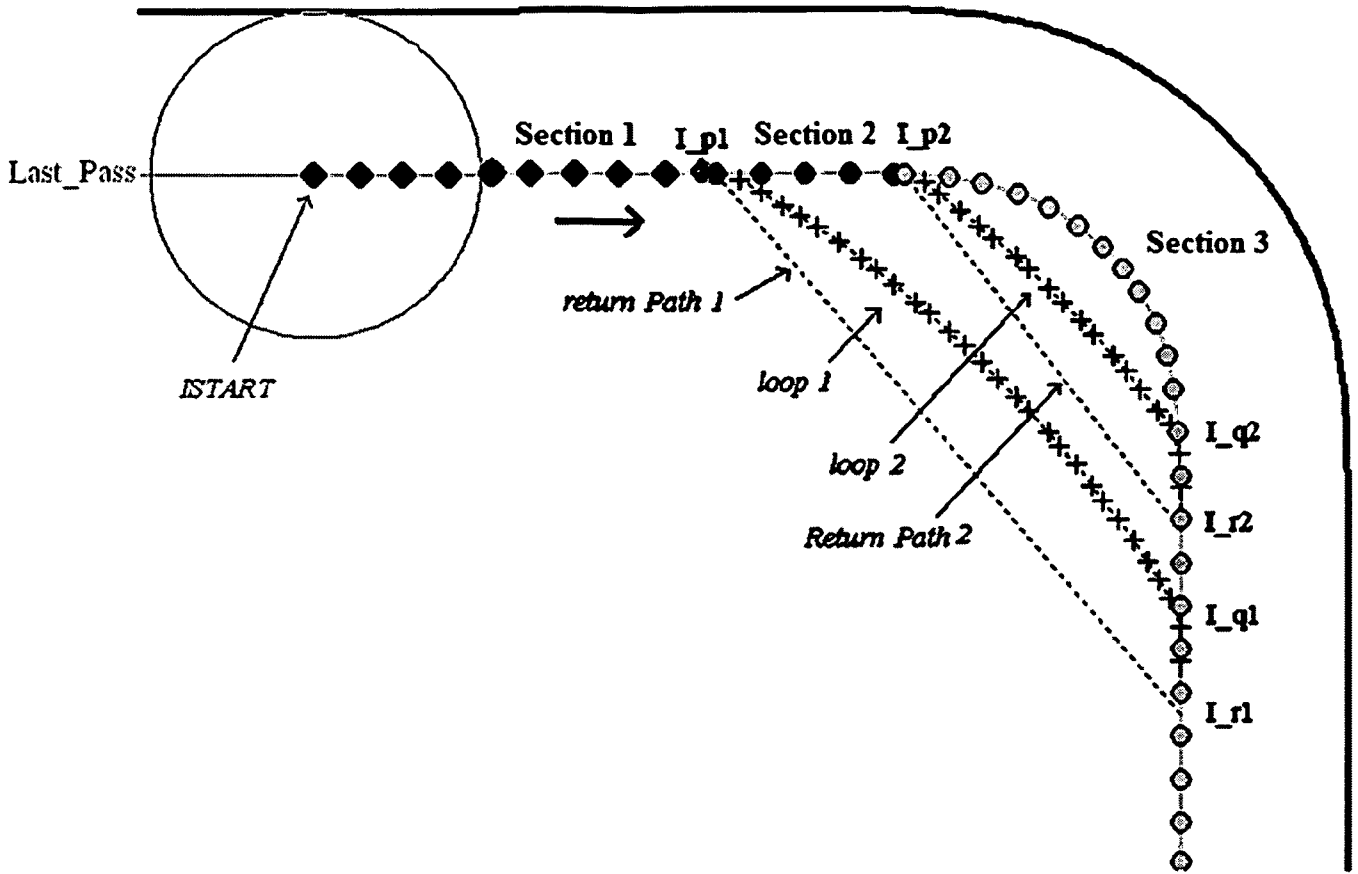 Section 1
I_p1
Section 2
I_p2
Last_Pass
Section 3
return Path 1
ISTART
loop 1
loop 2
I_q2
Return Path 2
I_r2
I_q1
I_r1